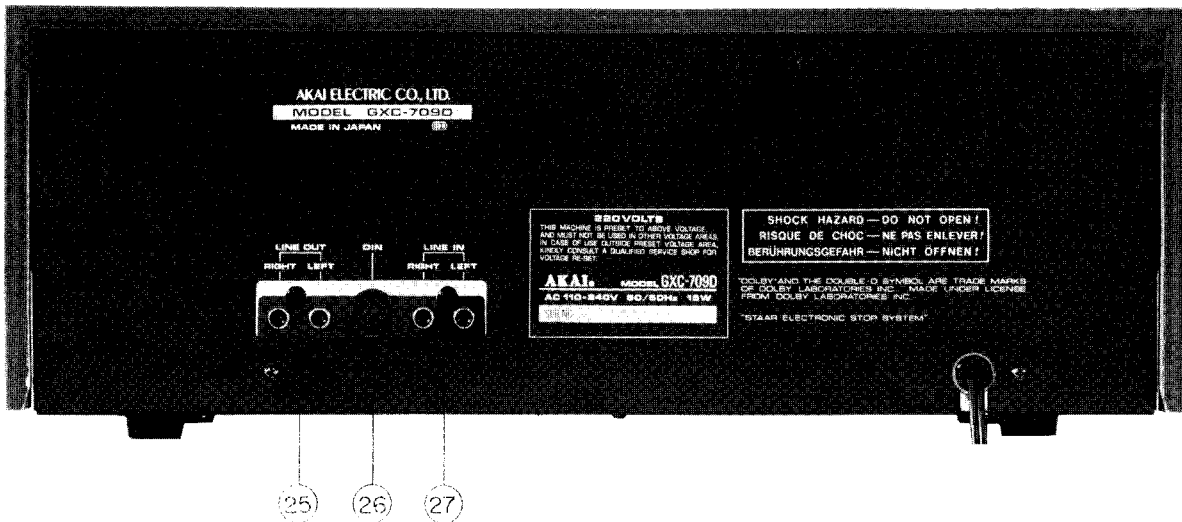 AKAI ELECTRIC CO., LTD.
MODEL GXC-709D
MADE IN JAPAN
LINE OUT DIN LINE IN
RIGHT LEFT RIGHT LEFT
220 VOLTS
THIS MACHINE IS PRESET TO ABOVE VOLTAGE,
AND MUST NOT BE USED IN OTHER VOLTAGE AREAS.
IN CASE OF USE OUTSIDE PRESET VOLTAGE AREA,
KINDLY CONSULT A QUALIFIED SERVICE SHOP FOR
VOLTAGE RE-SET.
AKAI. MODEL GXC-709D
AC 110-240V 50/60Hz 15W
SER. NO.
SHOCK HAZARD — DO NOT OPEN!
RISQUE DE CHOC — NE PAS ENLEVER!
BERÜHRUNGSGEFAHR — NICHT ÖFFNEN!
"DOLBY" AND THE DOUBLE-D SYMBOL ARE TRADE MARKS
OF DOLBY LABORATORIES INC. MADE UNDER LICENSE
FROM DOLBY LABORATORIES INC.
"STAAR ELECTRONIC STOP SYSTEM"
25 26 27